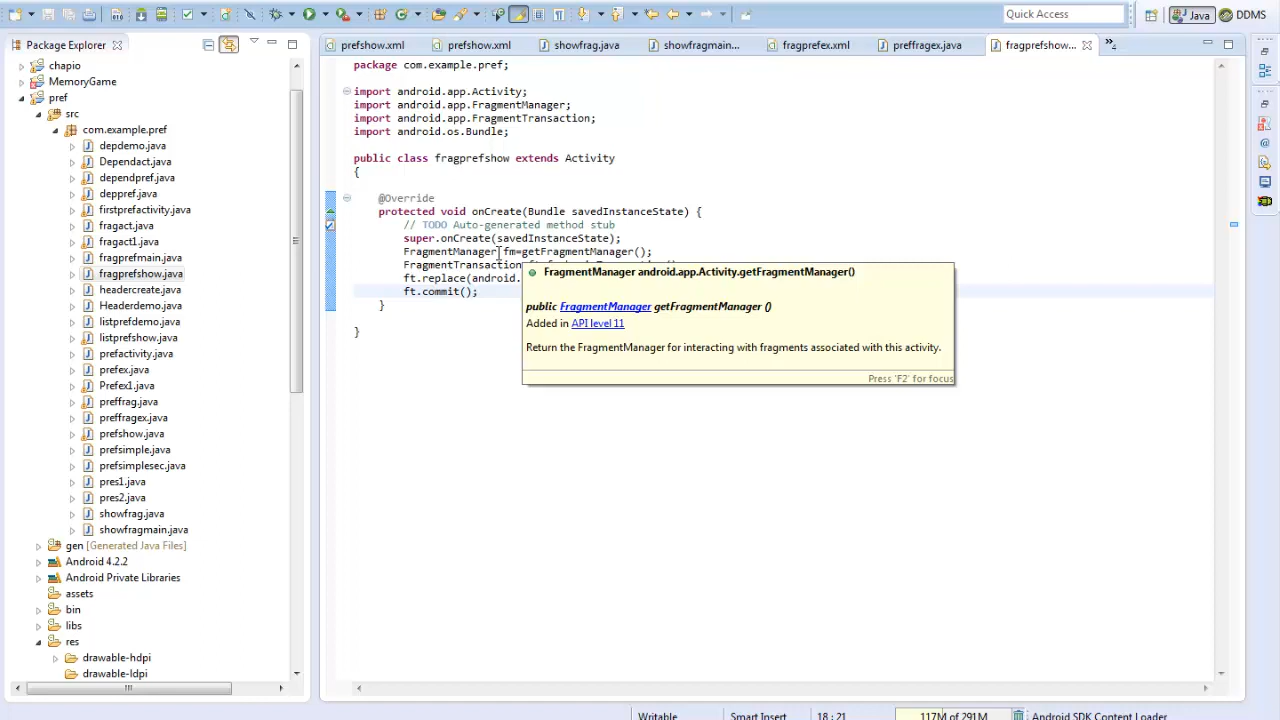 Quick Access
Java
DDMS
Package Explorer
prefshow.xml
prefshow.xml
showfrag.java
showfragmain...
fragprefex.xml
preffragex.java
fragprefshow...
chapio
MemoryGame
pref
src
com.example.pref
depdemo.java
Dependact.java
dependpref.java
deppref.java
firstprefactivity.java
fragact.java
fragact1.java
fragprefmain.java
fragprefshow.java
headercreate.java
Headerdemo.java
listprefdemo.java
listprefshow.java
prefactivity.java
prefex.java
Prefex1.java
preffrag.java
preffragex.java
prefshow.java
prefsimple.java
prefsimplesec.java
pres1.java
pres2.java
showfrag.java
showfragmain.java
gen [Generated Java Files]
Android 4.2.2
Android Private Libraries
assets
bin
libs
res
drawable-hdpi
drawable-ldpi
package com.example.pref;
import android.app.Activity;
import android.app.FragmentManager;
import android.app.FragmentTransaction;
import android.os.Bundle;
public class fragprefshow extends Activity
{
@Override
protected void onCreate(Bundle savedInstanceState) {
// TODO Auto-generated method stub
super.onCreate(savedInstanceState);
FragmentManager fm=getFragmentManager();
FragmentTransaction
ft.replace(android.
ft.commit();
}
}
FragmentManager android.app.Activity.getFragmentManager()
public FragmentManager getFragmentManager ()
Added in API level 11
Return the FragmentManager for interacting with fragments associated with this activity.
Press 'F2' for focus
Writable
Smart Insert
18 : 21
117M of 291M
Android SDK Content Loader